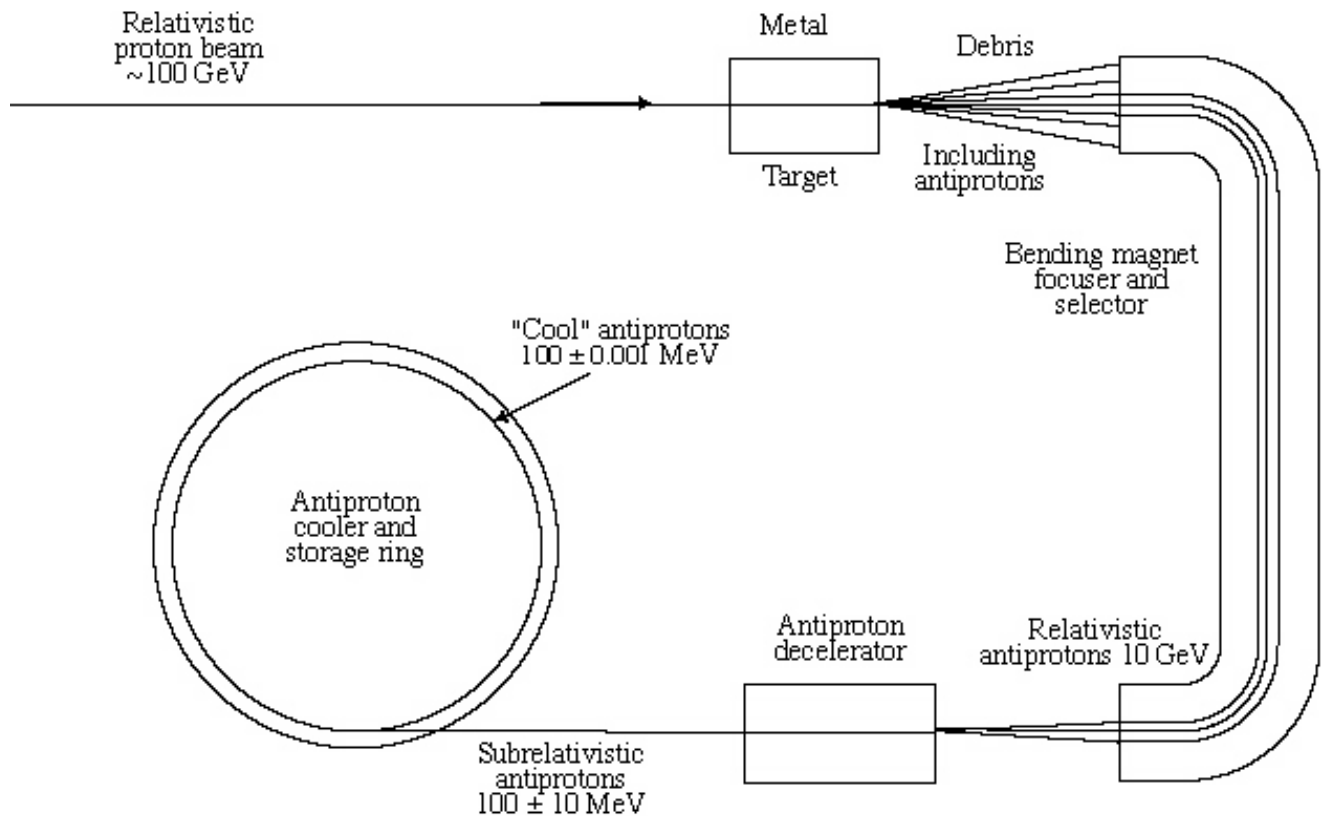 Relativistic
proton beam
~100 GeV
Metal
Target
Debris
Including
antiprotons
Bending magnet
focuser and
selector
"Cool" antiprotons
100 ± 0.001 MeV
Antiproton
cooler and
storage ring
Antiproton
decelerator
Relativistic
antiprotons 10 GeV
Subrelativistic
antiprotons
100 ± 10 MeV